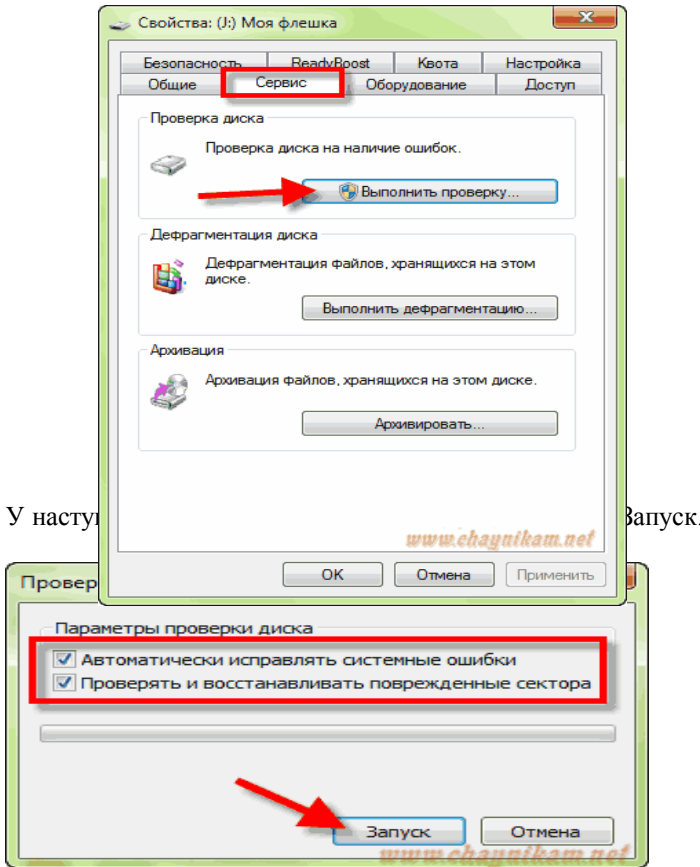 Свойства: (J:) Моя флешка
Безопасность ReadyBoost Квота Настройка
Общие Сервис Оборудование Доступ
Проверка диска
Проверка диска на наличие ошибок.
Выполнить проверку...
Дефрагментация диска
Дефрагментация файлов, хранящихся на этом
диске.
Выполнить дефрагментацию...
Архивация
Архивация файлов, хранящихся на этом диске.
Архивировать...
У Запуск.
www.chaynikam.net
OK Отмена Применить
Параметры проверки диска
Автоматически исправлять системные ошибки
Проверять и восстанавливать поврежденные сектора
Запуск Отмена
www.chaynikam.net